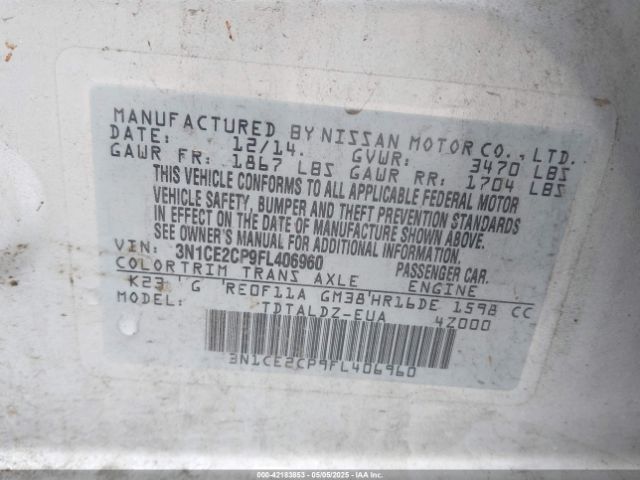 MANUFACTURED BY NISSAN MOTOR CO., LTD.
DATE: 12/14. GVWR: 3470 LBS
GAWR FR: 1867 LBS GAWR RR: 1704 LBS
THIS VEHICLE CONFORMS TO ALL APPLICABLE FEDERAL MOTOR
VEHICLE SAFETY, BUMPER AND THEFT PREVENTION STANDARDS
IN EFFECT ON THE DATE OF MANUFACTURE SHOWN ABOVE.
SEE OWNER'S MANUAL FOR ADDITIONAL INFORMATION.
VIN: 3N1CE2CP9FL406960 PASSENGER CAR.
COLOR TRIM TRANS AXLE ENGINE
K23 G RE0F11A GM38 HR16DE 1598 CC
MODEL: TDTALDZ-EUA 4Z000
3N1CE2CP9FL406960
000-42183853 - 05/05/2025 - IAAI.com